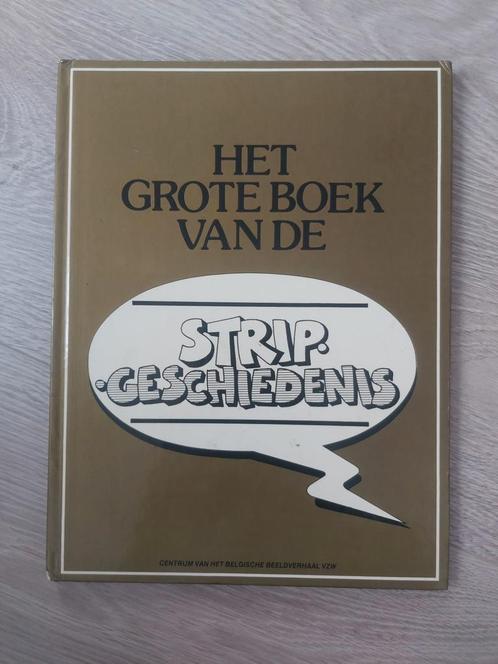 HET
GROTE BOEK
VAN DE
STRIP·
·GESCHIEDENIS
CENTRUM VAN HET BELGISCHE BEELDVERHAAL VZW